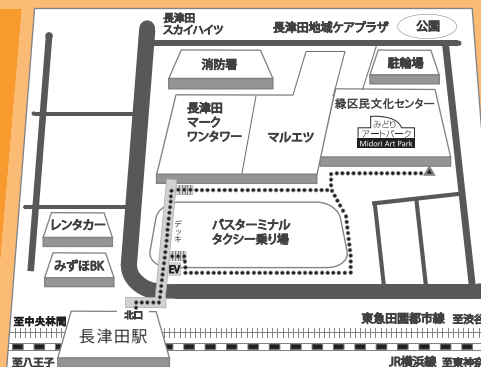 長津田
スカイハイツ
長津田地域ケアプラザ
公園
消防署
駐輪場
長津田
マーク
ワンタワー
マルエツ
緑区民文化センター
みどり
アートパーク
Midori Art Park
レンタカー
デッキ
バスターミナル
タクシー乗り場
みずほBK
EV
北口
至中央林間
長津田駅
東急田園都市線 至渋谷
至八王子
JR横浜線 至東神奈